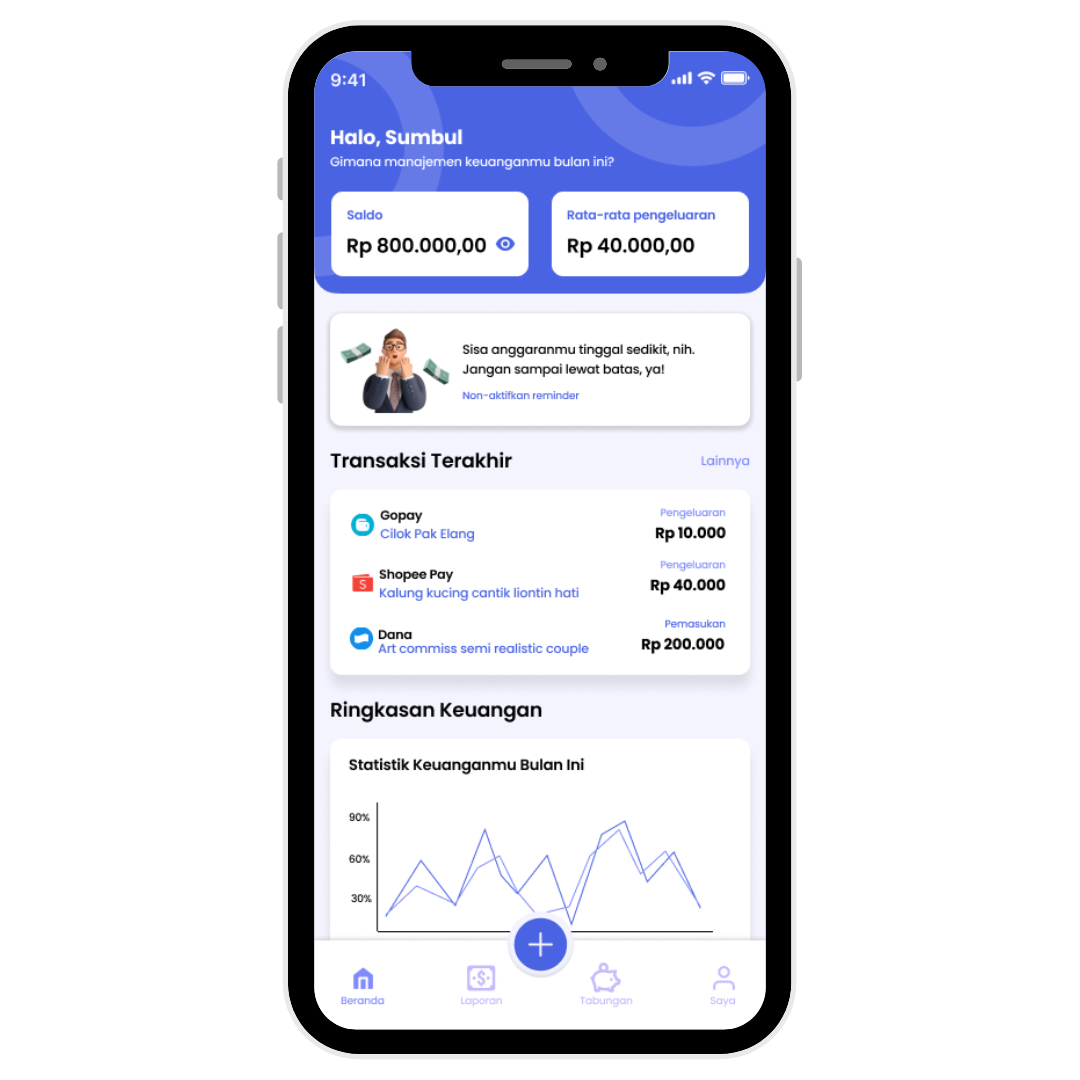 9:41
Halo, Sumbul
Gimana manajemen keuanganmu bulan ini?
Saldo
Rp 800.000,00
Rata-rata pengeluaran
Rp 40.000,00
Sisa anggaranmu tinggal sedikit, nih.
Jangan sampai lewat batas, ya!
Non-aktifkan reminder
Transaksi Terakhir
Lainnya
Gopay
Cilok Pak Elang
Pengeluaran
Rp 10.000
Shopee Pay
Kalung kucing cantik liontin hati
Pengeluaran
Rp 40.000
Dana
Art commiss semi realistic couple
Pemasukan
Rp 200.000
Ringkasan Keuangan
Statistik Keuanganmu Bulan Ini
90%
60%
30%
Beranda
Laporan
Tabungan
Saya